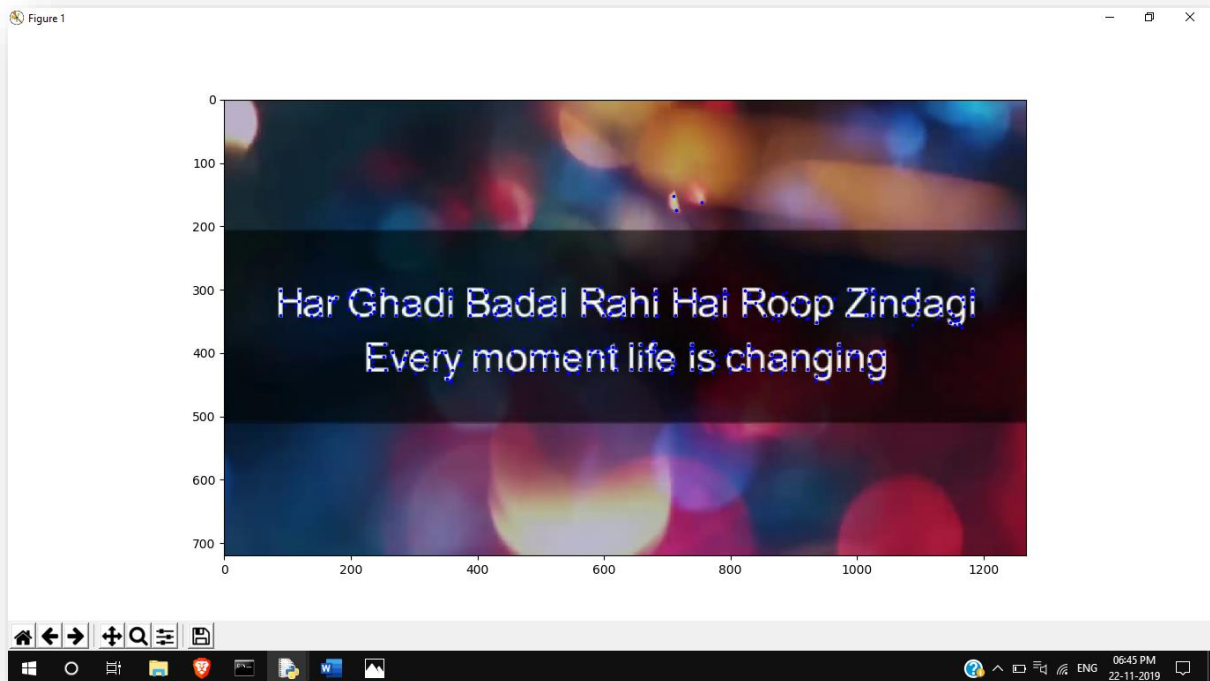 Figure 1
0
100
200
300
400
500
600
700
Har Ghadi Badal Rahi Hai Roop Zindagi
Every moment life is changing
0 200 400 600 800 1000 1200
ENG
06:45 PM
22-11-2019